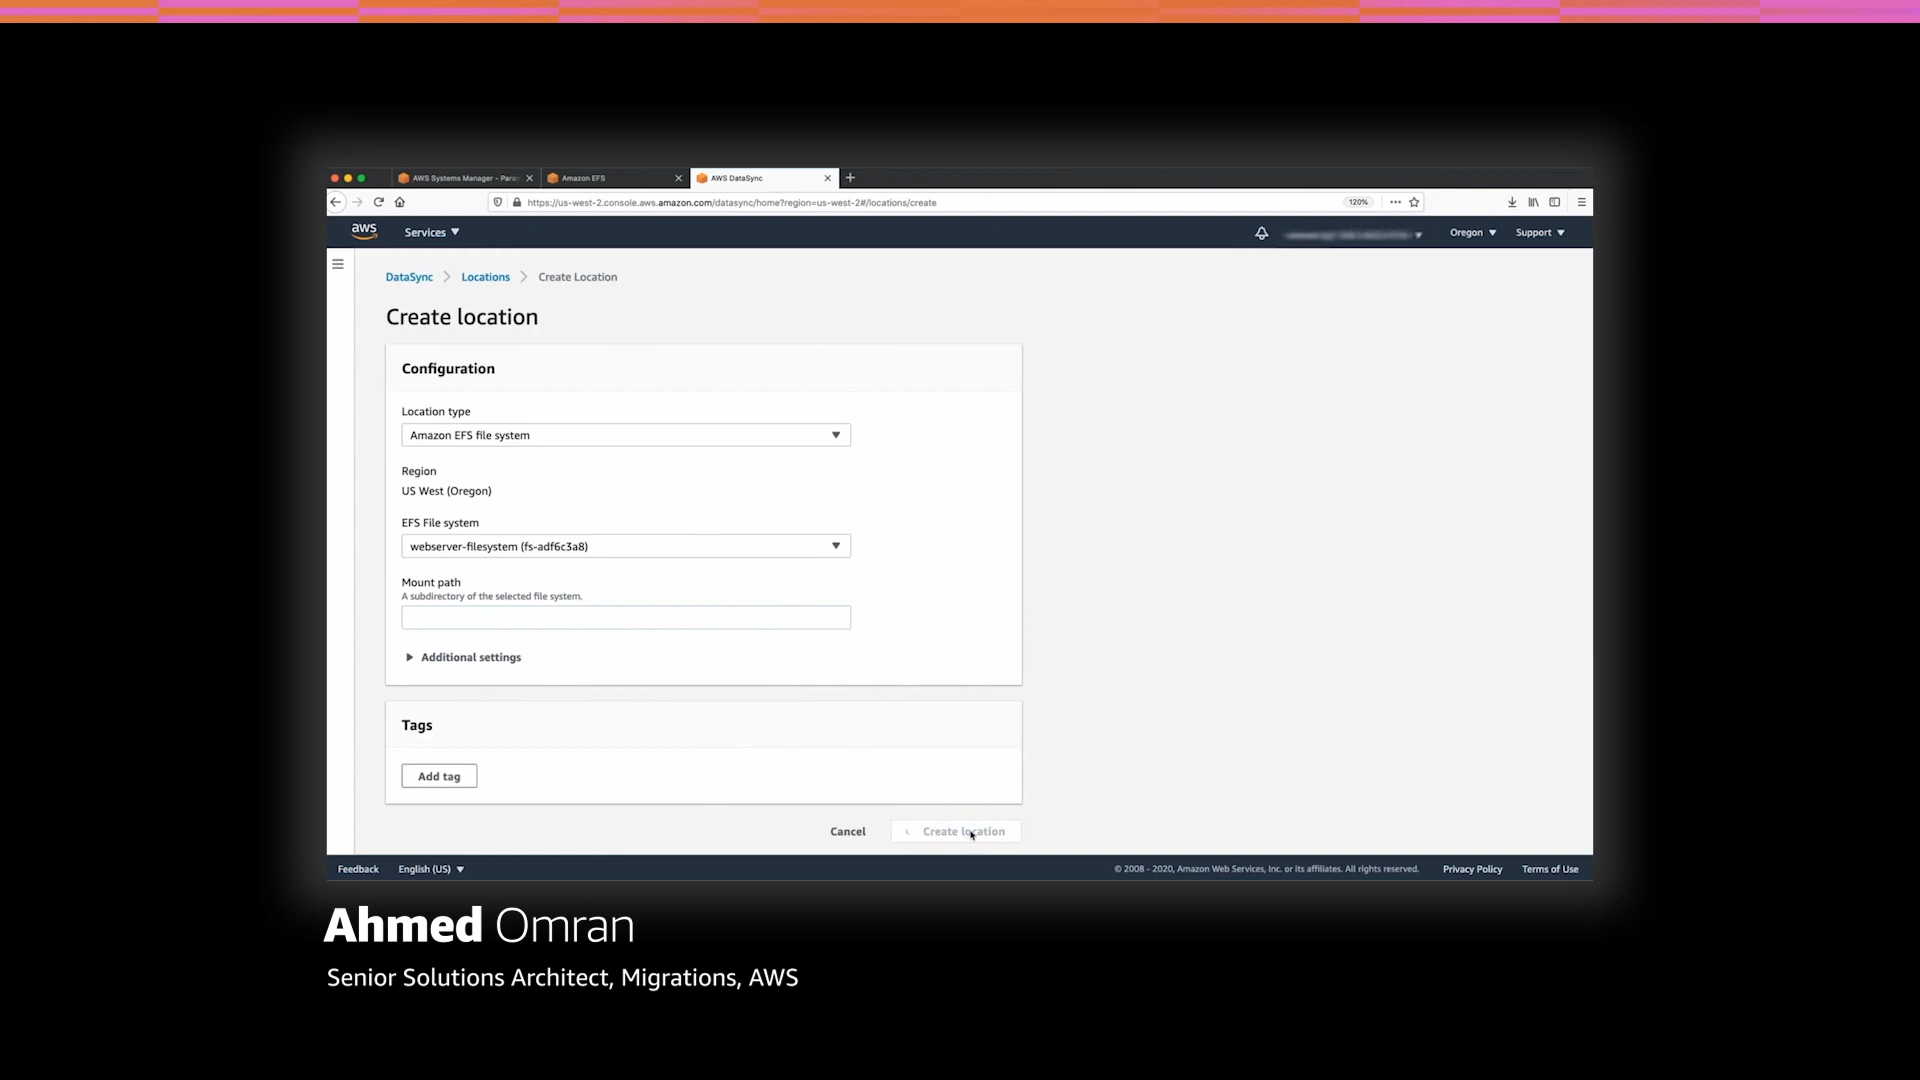 AWS Systems Manager - Para
Amazon EFS
AWS DataSync
https://us-west-2.console.aws.amazon.com/datasync/home?region=us-west-2#/locations/create
120%
aws
Services
Oregon
Support
DataSync
Locations
Create Location
Create location
Configuration
Location type
Amazon EFS file system
Region
US West (Oregon)
EFS File system
webserver-filesystem (fs-adf6c3a8)
Mount path
A subdirectory of the selected file system.
Additional settings
Tags
Add tag
Cancel
Create location
Feedback
English (US)
© 2008 - 2020, Amazon Web Services, Inc. or its affiliates. All rights reserved.
Privacy Policy
Terms of Use
Ahmed Omran
Senior Solutions Architect, Migrations, AWS